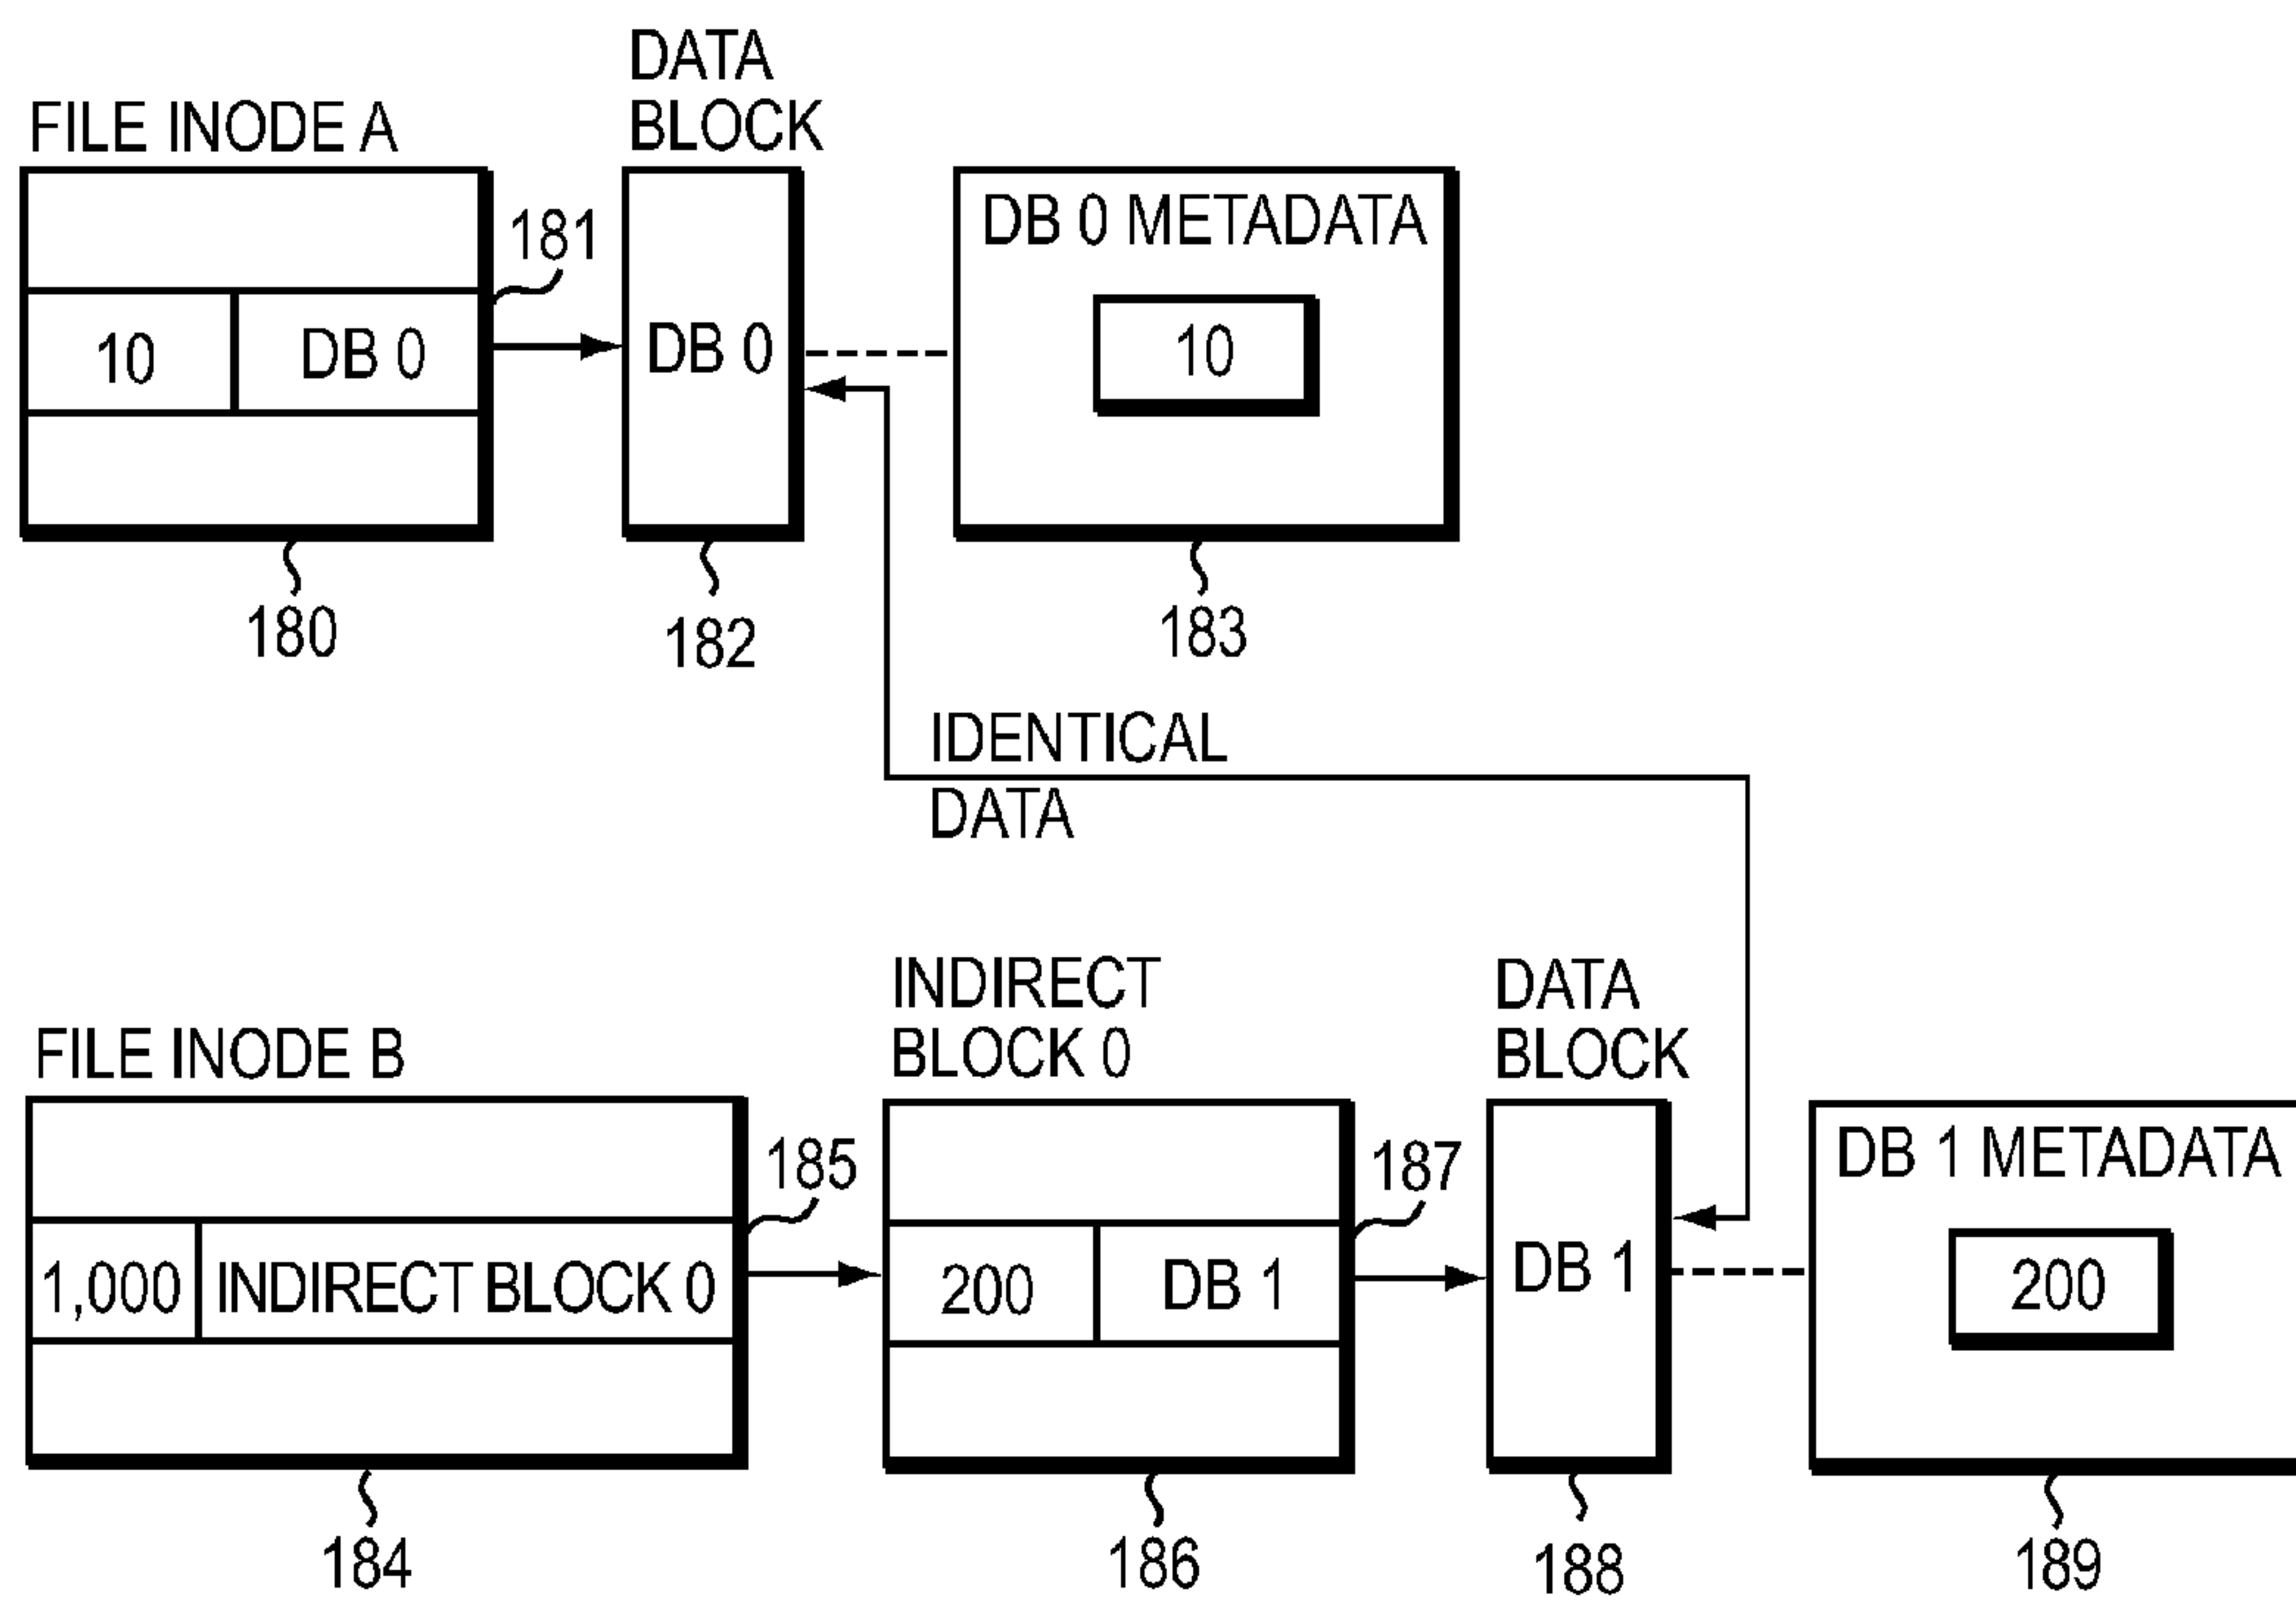 DATA
BLOCK
FILE INODE A
DB 0 METADATA
181
10
DB 0
DB 0
10
180
182
183
IDENTICAL
DATA
INDIRECT
BLOCK 0
DATA
BLOCK
FILE INODE B
DB 1 METADATA
185
187
1,000
INDIRECT BLOCK 0
200
DB 1
DB 1
200
184
186
188
189